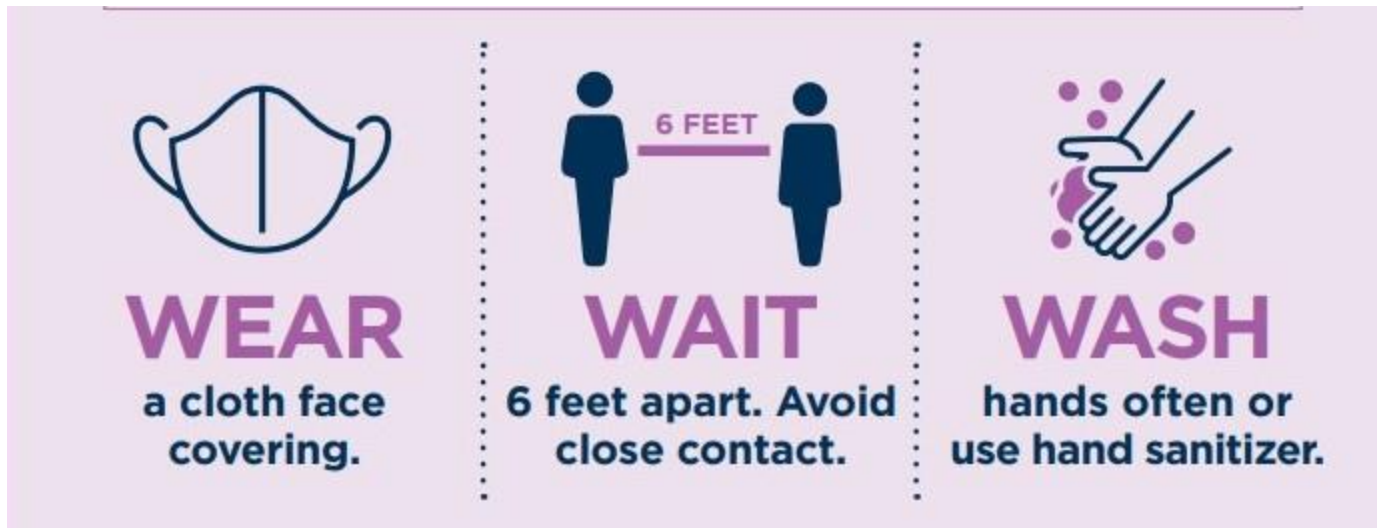 WEAR
a cloth face
covering.
6 FEET
WAIT
6 feet apart. Avoid
close contact.
WASH
hands often or
use hand sanitizer.